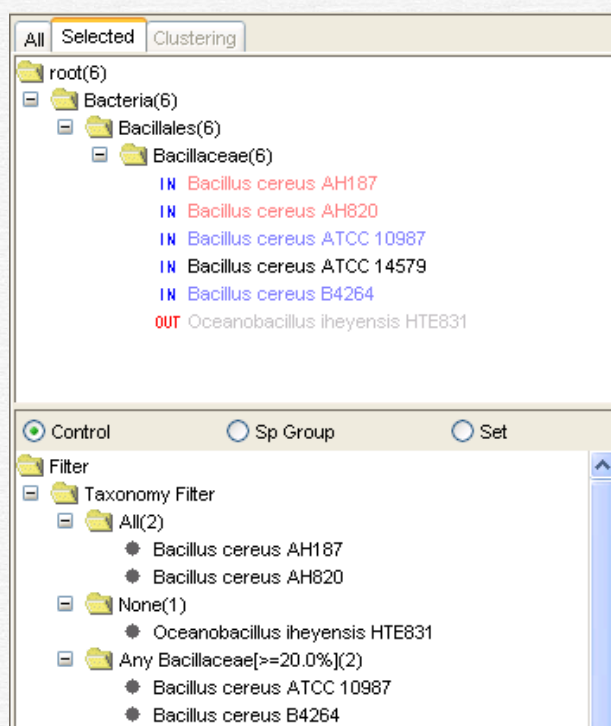 All Selected Clustering
root(6)
Bacteria(6)
Bacillales(6)
Bacillaceae(6)
IN Bacillus cereus AH187
IN Bacillus cereus AH820
IN Bacillus cereus ATCC 10987
IN Bacillus cereus ATCC 14579
IN Bacillus cereus B4264
OUT Oceanobacillus iheyensis HTE831
Control Sp Group Set
Filter
Taxonomy Filter
All(2)
Bacillus cereus AH187
Bacillus cereus AH820
None(1)
Oceanobacillus iheyensis HTE831
Any Bacillaceae[>=20.0%](2)
Bacillus cereus ATCC 10987
Bacillus cereus B4264